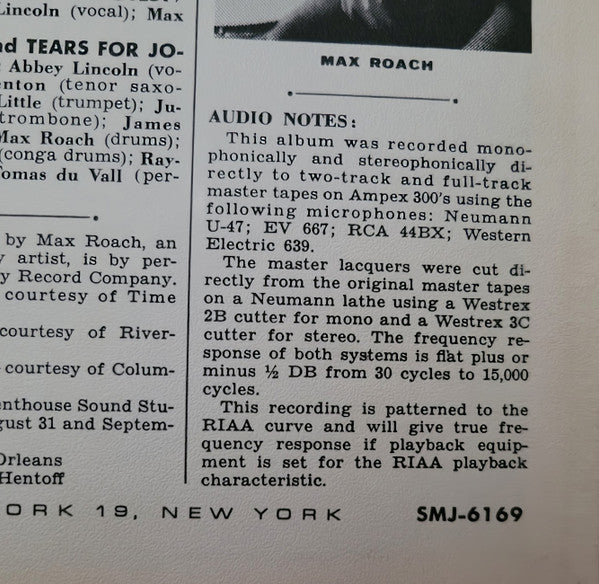 Lincoln (vocal); Max
TEARS FOR JO-
Abbey Lincoln (vo-
(tenor saxo-
Little (trumpet); Ju-
trombone); James
Max Roach (drums);
(conga drums); Ray-
du Vall (per-
by Max Roach, an
artist, is by per-
Record Company.
courtesy of Time
courtesy of River-
courtesy of Colum-
Sound Stu-
31 and Septem-
Orleans
Hentoff
MAX ROACH
AUDIO NOTES:
This album was recorded mono-
phonically and stereophonically di-
rectly to two-track and full-track
master tapes on Ampex 300's using the
following microphones: Neumann
U-47; EV 667; RCA 44BX; Western
Electric 639.
The master lacquers were cut di-
rectly from the original master tapes
on a Neumann lathe using a Westrex
2B cutter for mono and a Westrex 3C
cutter for stereo. The frequency re-
sponse of both systems is flat plus or
minus ½ DB from 30 cycles to 15,000
cycles.
This recording is patterned to the
RIAA curve and will give true fre-
quency response if playback equip-
ment is set for the RIAA playback
characteristic.
ORK 19, NEW YORK SMJ-6169